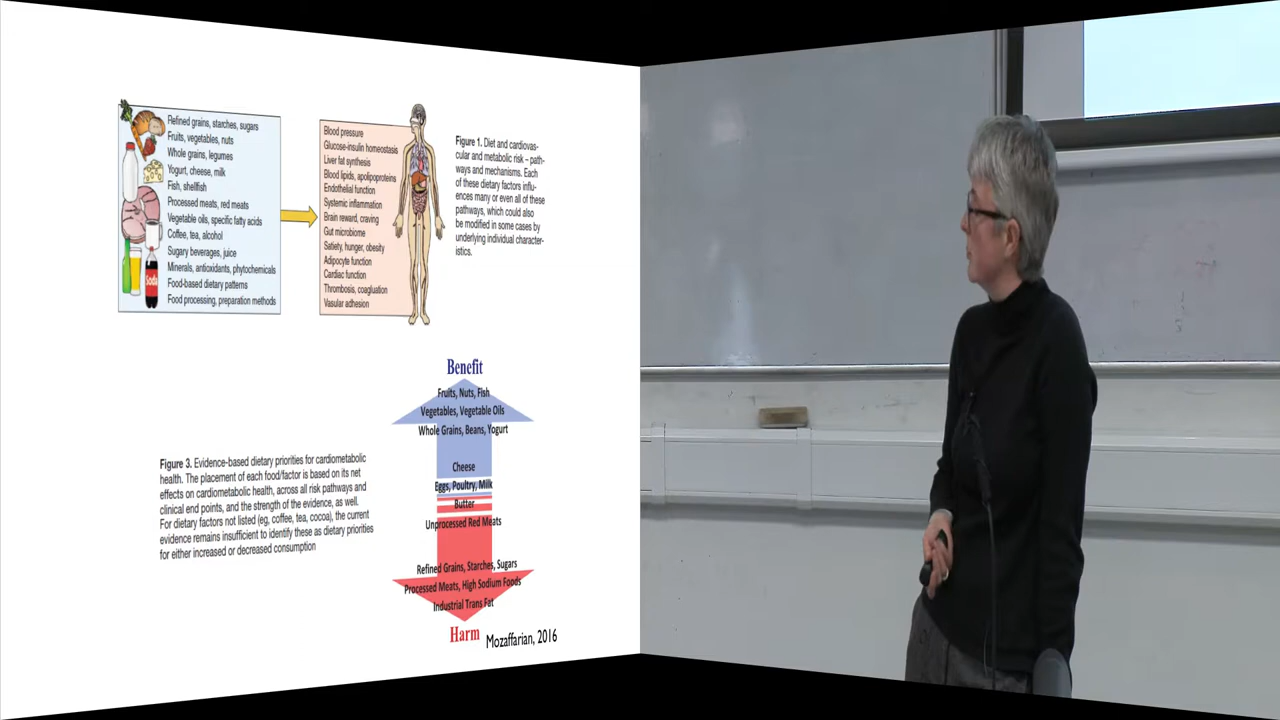 Refined grains, starches, sugars
Fruits, vegetables, nuts
Whole grains, legumes
Yogurt, cheese, milk
Fish, shellfish
Processed meats, red meats
Vegetable oils, specific fatty acids
Coffee, tea, alcohol
Sugary beverages, juice
Minerals, antioxidants, phytochemicals
Food-based dietary patterns
Food processing, preparation methods
Soda
Blood pressure
Glucose-insulin homeostasis
Liver fat synthesis
Blood lipids, apolipoproteins
Endothelial function
Systemic inflammation
Brain reward, craving
Gut microbiome
Satiety, hunger, obesity
Adipocyte function
Cardiac function
Thrombosis, coagluation
Vasular adhesion
Figure 1. Diet and cardiovas-
cular and metabolic risk – path-
ways and mechanisms. Each
of these dietary factors influ-
ences many or even all of these
pathways, which could also
be modified in some cases by
underlying individual character-
istics.
Figure 3. Evidence-based dietary priorities for cardiometabolic
health. The placement of each food/factor is based on its net
effects on cardiometabolic health, across all risk pathways and
clinical end points, and the strength of the evidence, as well.
For dietary factors not listed (eg, coffee, tea, cocoa), the current
evidence remains insufficient to identify these as dietary priorities
for either increased or decreased consumption
Benefit
Fruits, Nuts, Fish
Vegetables, Vegetable Oils
Whole Grains, Beans, Yogurt
Cheese
Eggs, Poultry, Milk
Butter
Unprocessed Red Meats
Refined Grains, Starches, Sugars
Processed Meats, High Sodium Foods
Industrial Trans Fat
Harm
Mozaffarian, 2016